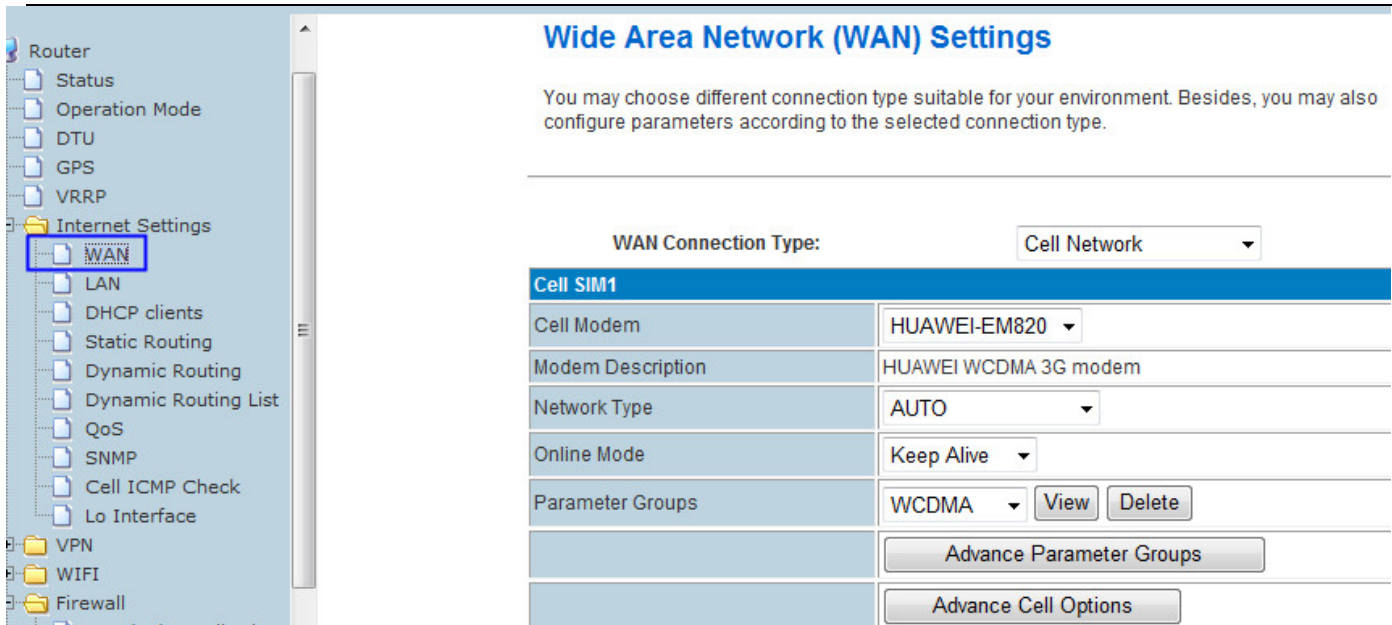 Router
Status
Operation Mode
DTU
GPS
VRRP
Internet Settings
WAN
LAN
DHCP clients
Static Routing
Dynamic Routing
Dynamic Routing List
QoS
SNMP
Cell ICMP Check
Lo Interface
VPN
WIFI
Firewall
Wide Area Network (WAN) Settings
You may choose different connection type suitable for your environment. Besides, you may also
configure parameters according to the selected connection type.
WAN Connection Type: Cell Network
Cell SIM1
Cell Modem HUAWEI-EM820
Modem Description HUAWEI WCDMA 3G modem
Network Type AUTO
Online Mode Keep Alive
Parameter Groups WCDMA View Delete
Advance Parameter Groups
Advance Cell Options